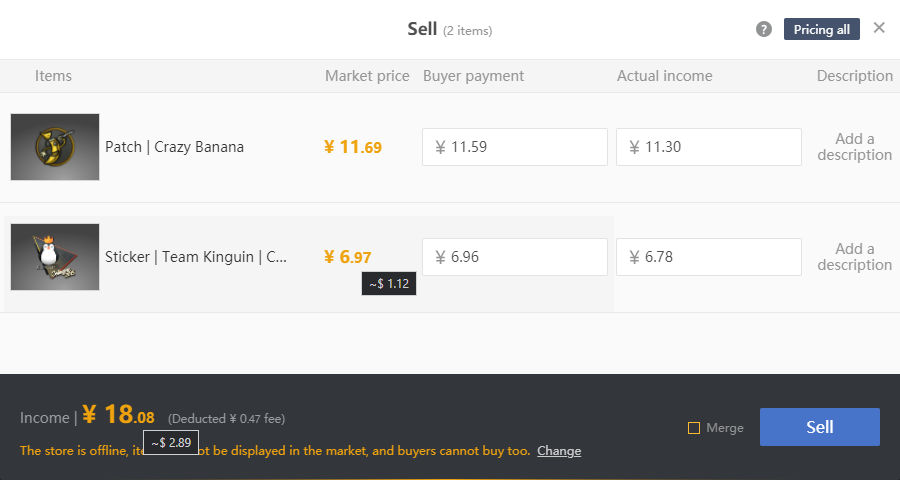 Sell (2 items)
? Pricing all ✕
Items Market price Buyer payment Actual income Description
Patch | Crazy Banana ¥ 11.69 ¥ 11.59 ¥ 11.30 Add a
description
Sticker | Team Kinguin | C... ¥ 6.97 ¥ 6.96 ¥ 6.78 Add a
description
~$ 1.12
Income | ¥ 18.08 (Deducted ¥ 0.47 fee)
Merge Sell
~$ 2.89
The store is offline, ot be displayed in the market, and buyers cannot buy too. Change